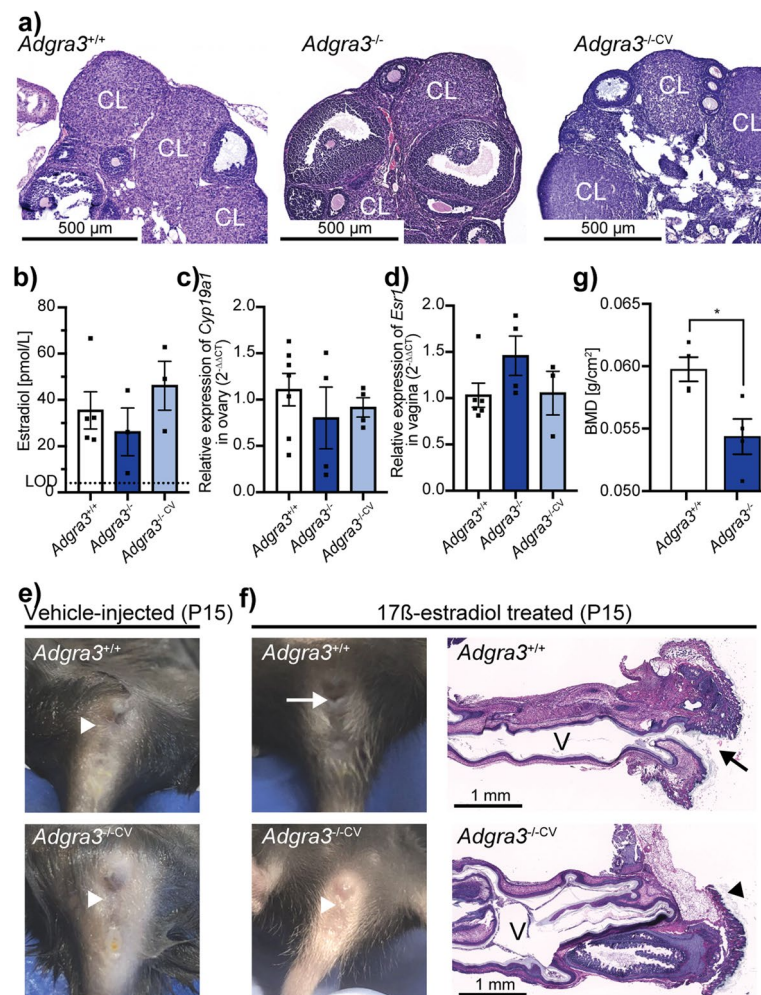 a)
Adgra3+/+
Adgra3-/-
Adgra3-/-CV
CL
CL
CL
CL
CL
CL
CL
CL
500 µm
500 µm
500 µm
b)
Estradiol [pmol/L]
80
60
40
20
0
LOD
Adgra3+/+
Adgra3-/-
Adgra3-/-CV
c)
Relative expression of Cyp19a1
in ovary (2-ΔΔCT)
2.0
1.5
1.0
0.5
0.0
Adgra3+/+
Adgra3-/-
Adgra3-/-CV
d)
Relative expression of Esr1
in vagina (2-ΔΔCT)
2.0
1.5
1.0
0.5
0.0
Adgra3+/+
Adgra3-/-
Adgra3-/-CV
g)
BMD [g/cm²]
0.065
0.060
0.055
0.050
*
Adgra3+/+
Adgra3-/-
e)
Vehicle-injected (P15)
Adgra3+/+
Adgra3-/-CV
f)
17ß-estradiol treated (P15)
Adgra3+/+
Adgra3+/+
V
1 mm
Adgra3-/-CV
Adgra3-/-CV
V
1 mm